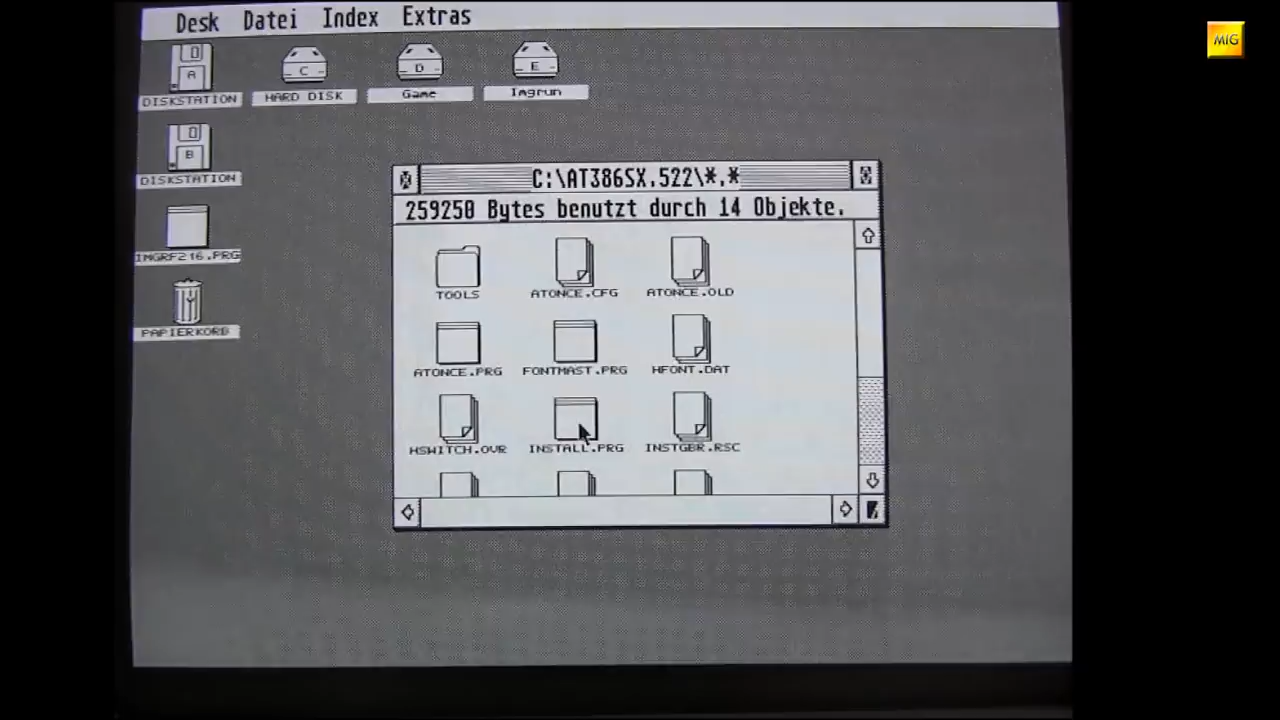 Desk Datei Index Extras
MIG
A
C
D
E
DISKSTATION
HARD DISK
Game
Imgrun
B
DISKSTATION
C:\AT386SX.522\*.*
259250 Bytes benutzt durch 14 Objekte.
IMGRF216.PRG
TOOLS
ATONCE.CFG
ATONCE.OLD
PAPIERKORB
ATONCE.PRG
FONTMAST.PRG
HFONT.DAT
HSWITCH.OVR
INSTALL.PRG
INSTGBR.RSC